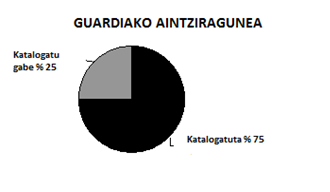 GUARDIAKO AINTZIRAGUNEA
Katalogatu
gabe % 25
Katalogatuta % 75